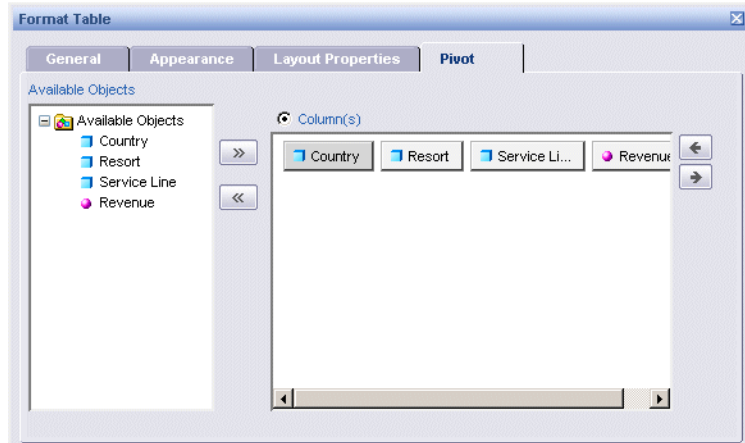 Format Table
General Appearance Layout Properties Pivot
Available Objects
Available Objects
Country
Resort
Service Line
Revenue
Column(s)
Country Resort Service Li... Revenue